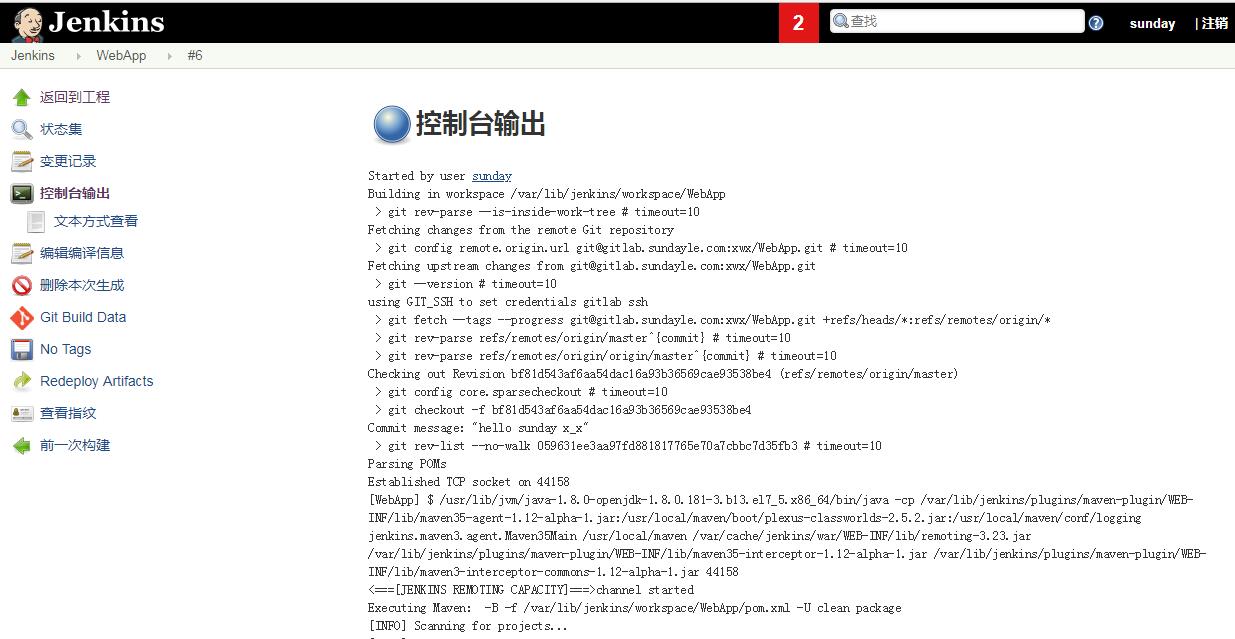 Jenkins
2
查找
sunday
| 注销
Jenkins
WebApp
#6
返回到工程
状态集
变更记录
控制台输出
文本方式查看
编辑编译信息
删除本次生成
Git Build Data
No Tags
Redeploy Artifacts
查看指纹
前一次构建
控制台输出
Started by user sunday
Building in workspace /var/lib/jenkins/workspace/WebApp
> git rev-parse --is-inside-work-tree # timeout=10
Fetching changes from the remote Git repository
> git config remote.origin.url git@gitlab.sundayle.com:xwx/WebApp.git # timeout=10
Fetching upstream changes from git@gitlab.sundayle.com:xwx/WebApp.git
> git --version # timeout=10
using GIT_SSH to set credentials gitlab ssh
> git fetch --tags --progress git@gitlab.sundayle.com:xwx/WebApp.git +refs/heads/*:refs/remotes/origin/*
> git rev-parse refs/remotes/origin/master^{commit} # timeout=10
> git rev-parse refs/remotes/origin/origin/master^{commit} # timeout=10
Checking out Revision bf81d543af6aa54dac16a93b36569cae93538be4 (refs/remotes/origin/master)
> git config core.sparsecheckout # timeout=10
> git checkout -f bf81d543af6aa54dac16a93b36569cae93538be4
Commit message: "hello sunday x_x"
> git rev-list --no-walk 059631ee3aa97fd881817765e70a7cbbc7d35fb3 # timeout=10
Parsing POMs
Established TCP socket on 44158
[WebApp] $ /usr/lib/jvm/java-1.8.0-openjdk-1.8.0.181-3.b13.el7_5.x86_64/bin/java -cp /var/lib/jenkins/plugins/maven-plugin/WEB-
INF/lib/maven35-agent-1.12-alpha-1.jar:/usr/local/maven/boot/plexus-classworlds-2.5.2.jar:/usr/local/maven/conf/logging
jenkins.maven3.agent.Maven35Main /usr/local/maven /var/cache/jenkins/war/WEB-INF/lib/remoting-3.23.jar
/var/lib/jenkins/plugins/maven-plugin/WEB-INF/lib/maven35-interceptor-1.12-alpha-1.jar /var/lib/jenkins/plugins/maven-plugin/WEB-
INF/lib/maven3-interceptor-commons-1.12-alpha-1.jar 44158
<===[JENKINS REMOTING CAPACITY]===>channel started
Executing Maven:  -B -f /var/lib/jenkins/workspace/WebApp/pom.xml -U clean package
[INFO] Scanning for projects...